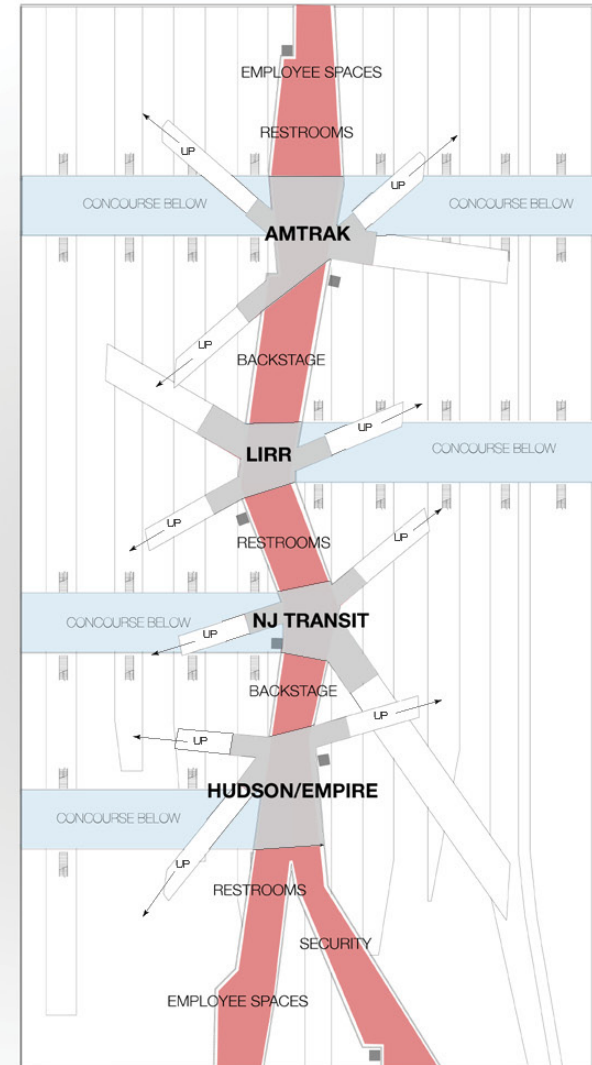 EMPLOYEE SPACES
RESTROOMS
UP
UP
CONCOURSE BELOW
CONCOURSE BELOW
AMTRAK
UP
BACKSTAGE
UP
LIRR
CONCOURSE BELOW
UP
RESTROOMS
UP
NJ TRANSIT
CONCOURSE BELOW
UP
BACKSTAGE
UP
UP
HUDSON/EMPIRE
CONCOURSE BELOW
UP
RESTROOMS
SECURITY
EMPLOYEE SPACES